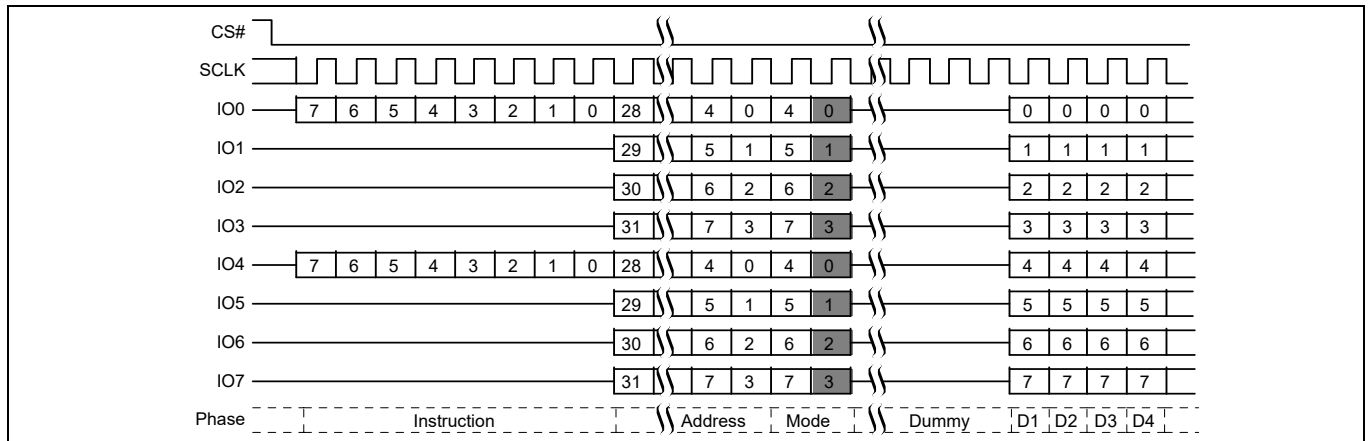 CS#
SCLK
IO0 7 6 5 4 3 2 1 0 28 4 0 4 0 0 0 0 0
IO1 29 5 1 5 1 1 1 1 1
IO2 30 6 2 6 2 2 2 2 2
IO3 31 7 3 7 3 3 3 3 3
IO4 7 6 5 4 3 2 1 0 28 4 0 4 0 4 4 4 4
IO5 29 5 1 5 1 5 5 5 5
IO6 30 6 2 6 2 6 6 6 6
IO7 31 7 3 7 3 7 7 7 7
Phase Instruction Address Mode Dummy D1 D2 D3 D4